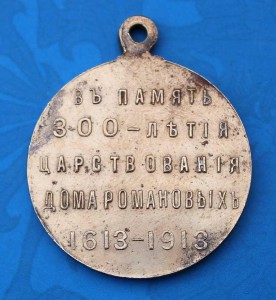 ВЪ ПАМЯТЬ
300-ЛѢТІЯ
ЦАРСТВОВАНІЯ
ДОМА РОМАНОВЫХЪ
1613-1913